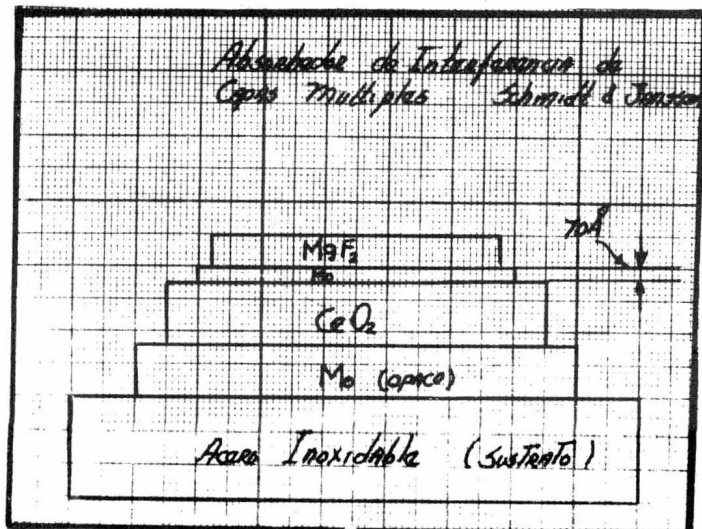 Absorbedor de Interferencia de
Capas Multiples Schmidt & Janssen
70Å
MgF₂
Mo
CeO₂
Mo (OPACO)
Acero Inoxidable (SUSTRATO)